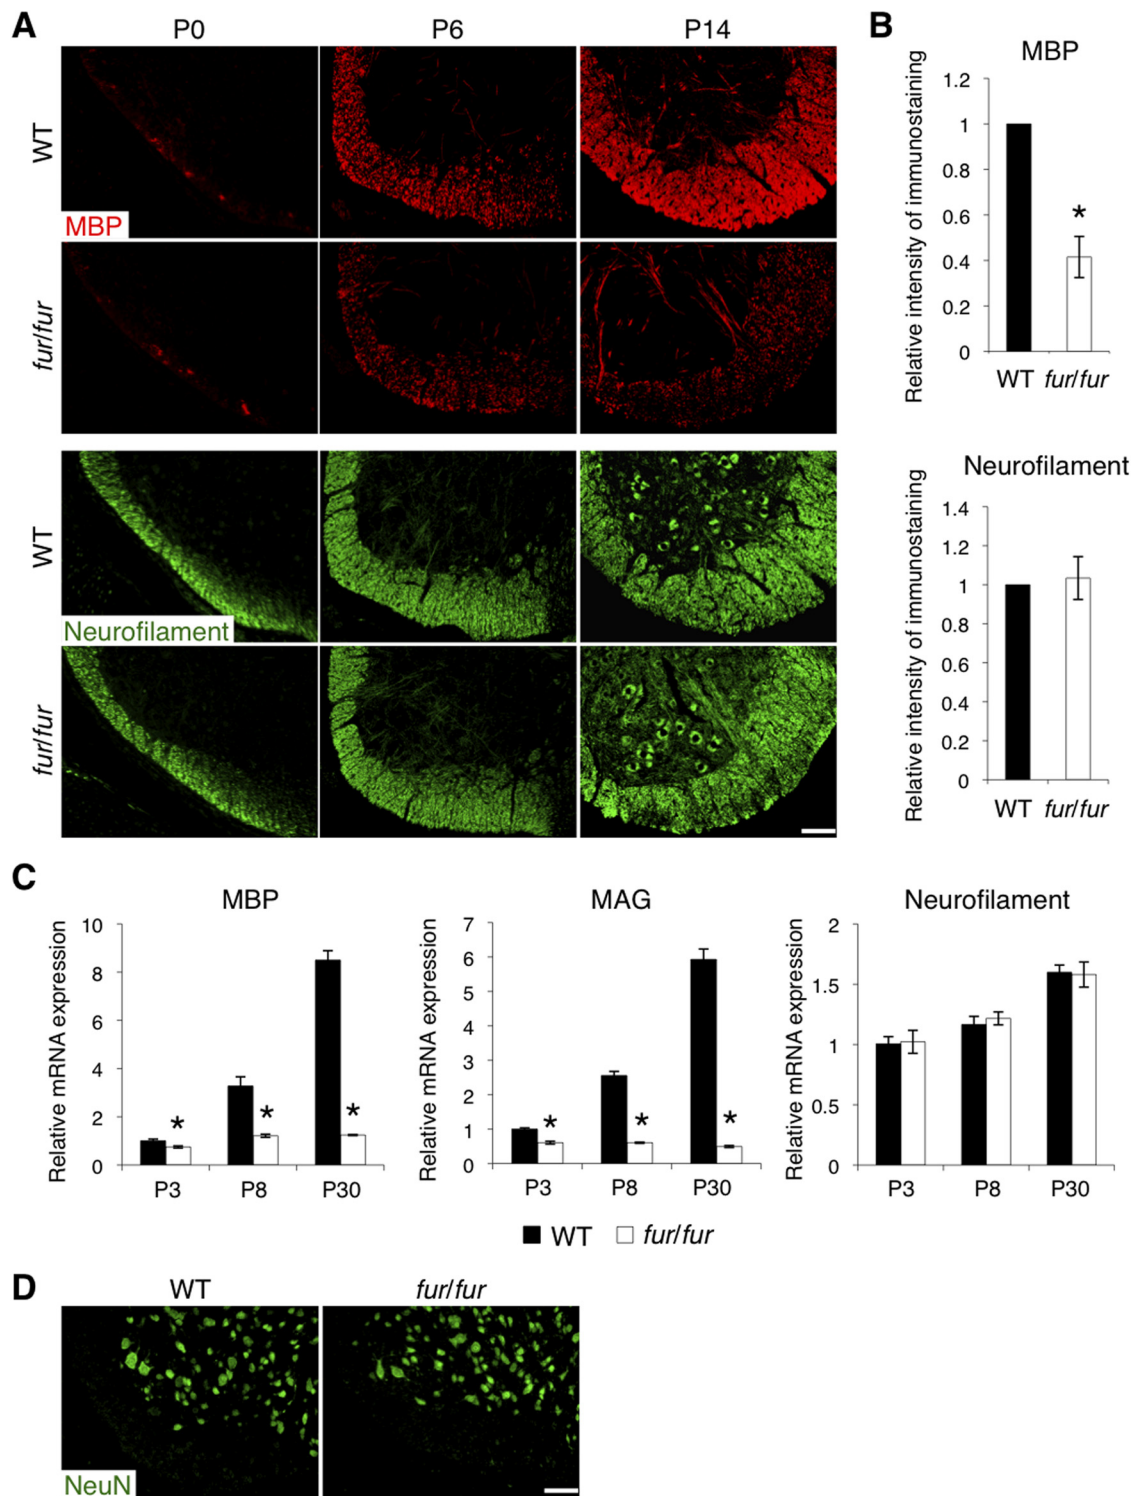 A
P0
P6
P14
WT
MBP
fur/fur
WT
Neurofilament
fur/fur
B
MBP
Relative intensity of immunostaining
1.2
1
0.8
0.6
0.4
0.2
0
*
WT fur/fur
Neurofilament
Relative intensity of immunostaining
1.4
1.2
1
0.8
0.6
0.4
0.2
0
WT fur/fur
C
MBP
Relative mRNA expression
10
8
6
4
2
0
* * *
P3 P8 P30
MAG
Relative mRNA expression
7
6
5
4
3
2
1
0
* * *
P3 P8 P30
Neurofilament
Relative mRNA expression
2
1.5
1
0.5
0
P3 P8 P30
WT fur/fur
D
WT
fur/fur
NeuN